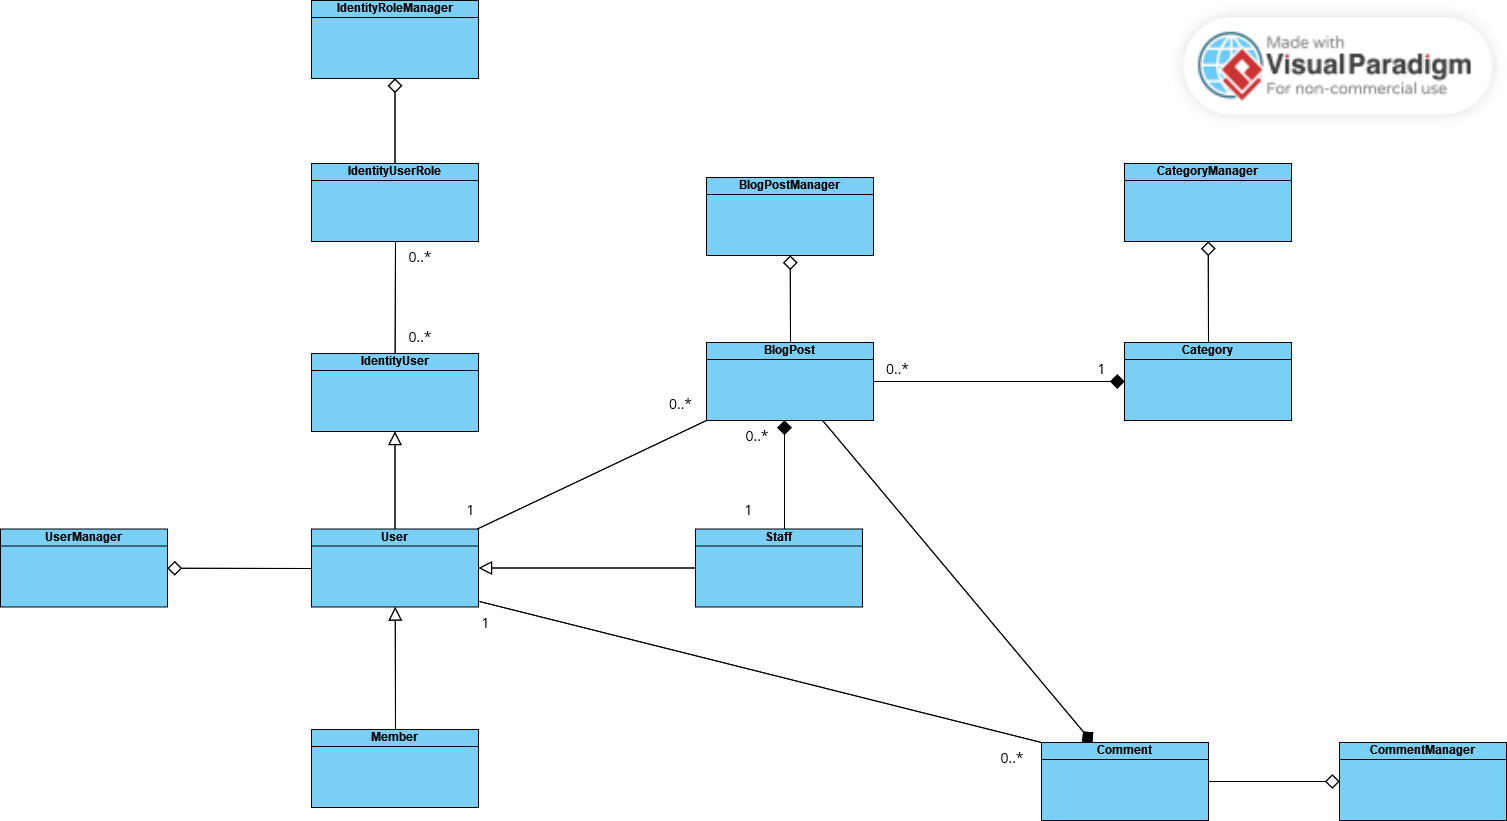 IdentityRoleManager
Made with
Visual Paradigm
For non-commercial use
IdentityUserRole
CategoryManager
BlogPostManager
0..*
0..*
IdentityUser
BlogPost
Category
0..*
1
0..*
0..*
1
1
UserManager
User
Staff
1
Member
Comment
CommentManager
0..*